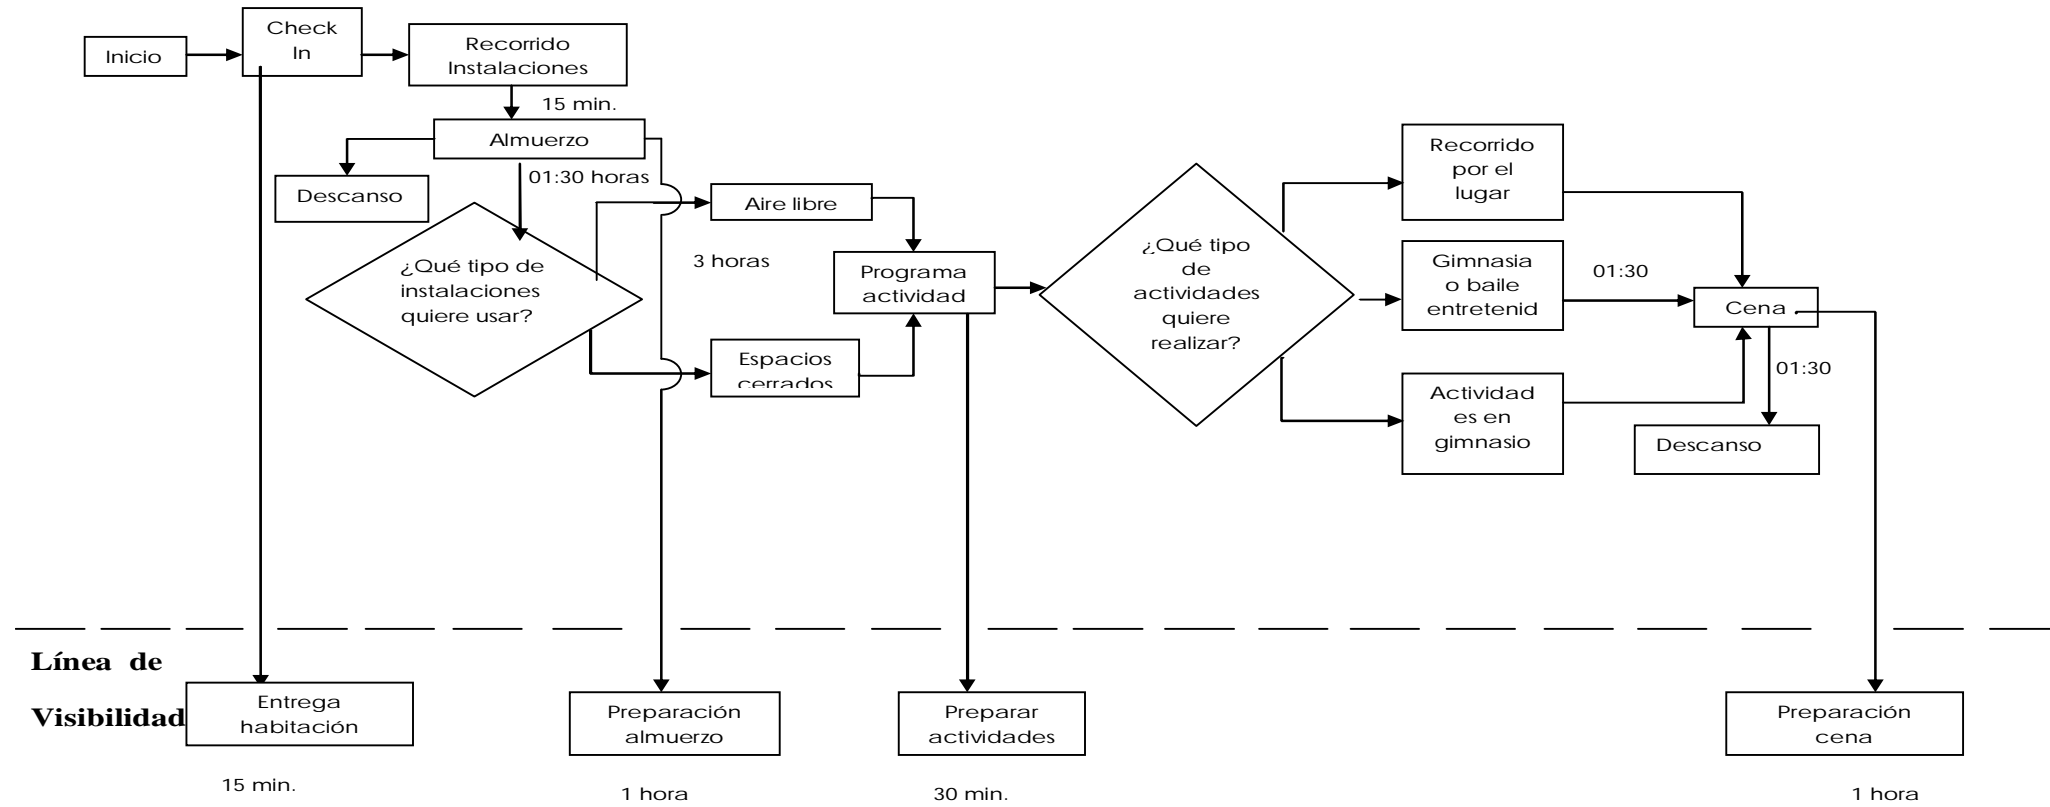 Inicio
Check
In
Recorrido
Instalaciones
15 min.
Almuerzo
01:30 horas
Descanso
¿Qué tipo de
instalaciones
quiere usar?
Aire libre
3 horas
Espacios
cerrados
Programa
actividad
¿Qué tipo
de
actividades
quiere
realizar?
Recorrido
por el
lugar
Gimnasia
o baile
entretenid
01:30
Actividad
es en
gimnasio
Cena
01:30
Descanso
Línea de
Visibilidad
Entrega
habitación
15 min.
Preparación
almuerzo
1 hora
Preparar
actividades
30 min.
Preparación
cena
1 hora